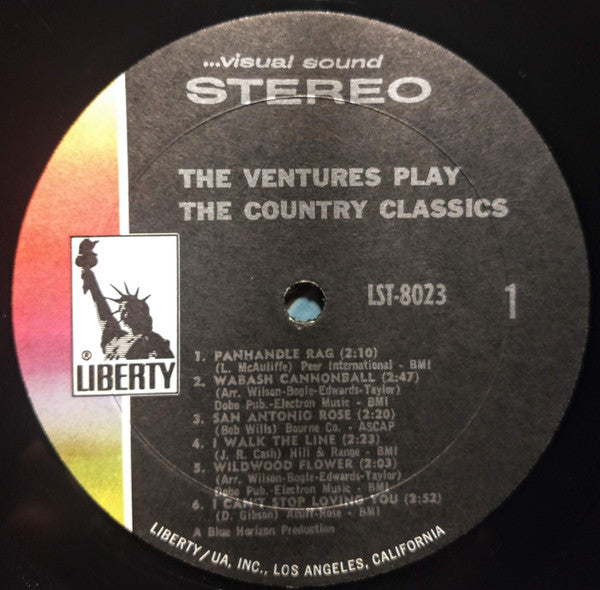 ...visual sound
STEREO
THE VENTURES PLAY
THE COUNTRY CLASSICS
LST-8023
1
® LIBERTY
1. PANHANDLE RAG (2:10)
(L. McAuliffe) Peer International - BMI
2. WABASH CANNONBALL (2:47)
(Arr. Wilson-Bogle-Edwards-Taylor)
Dobo Pub.-Electron Music - BMI
3. SAN ANTONIO ROSE (2:20)
(Bob Wills) Bourne Co. - ASCAP
4. I WALK THE LINE (2:23)
(J. R. Cash) Hill & Range - BMI
5. WILDWOOD FLOWER (2:03)
(Arr. Wilson-Bogle-Edwards-Taylor)
Dobo Pub-Electron Music - BMI
6. I CAN'T STOP LOVING YOU (2:52)
(D. Gibson) Acuff-Rose - BMI
A Blue Horizon Production
LIBERTY/UA, INC., LOS ANGELES, CALIFORNIA